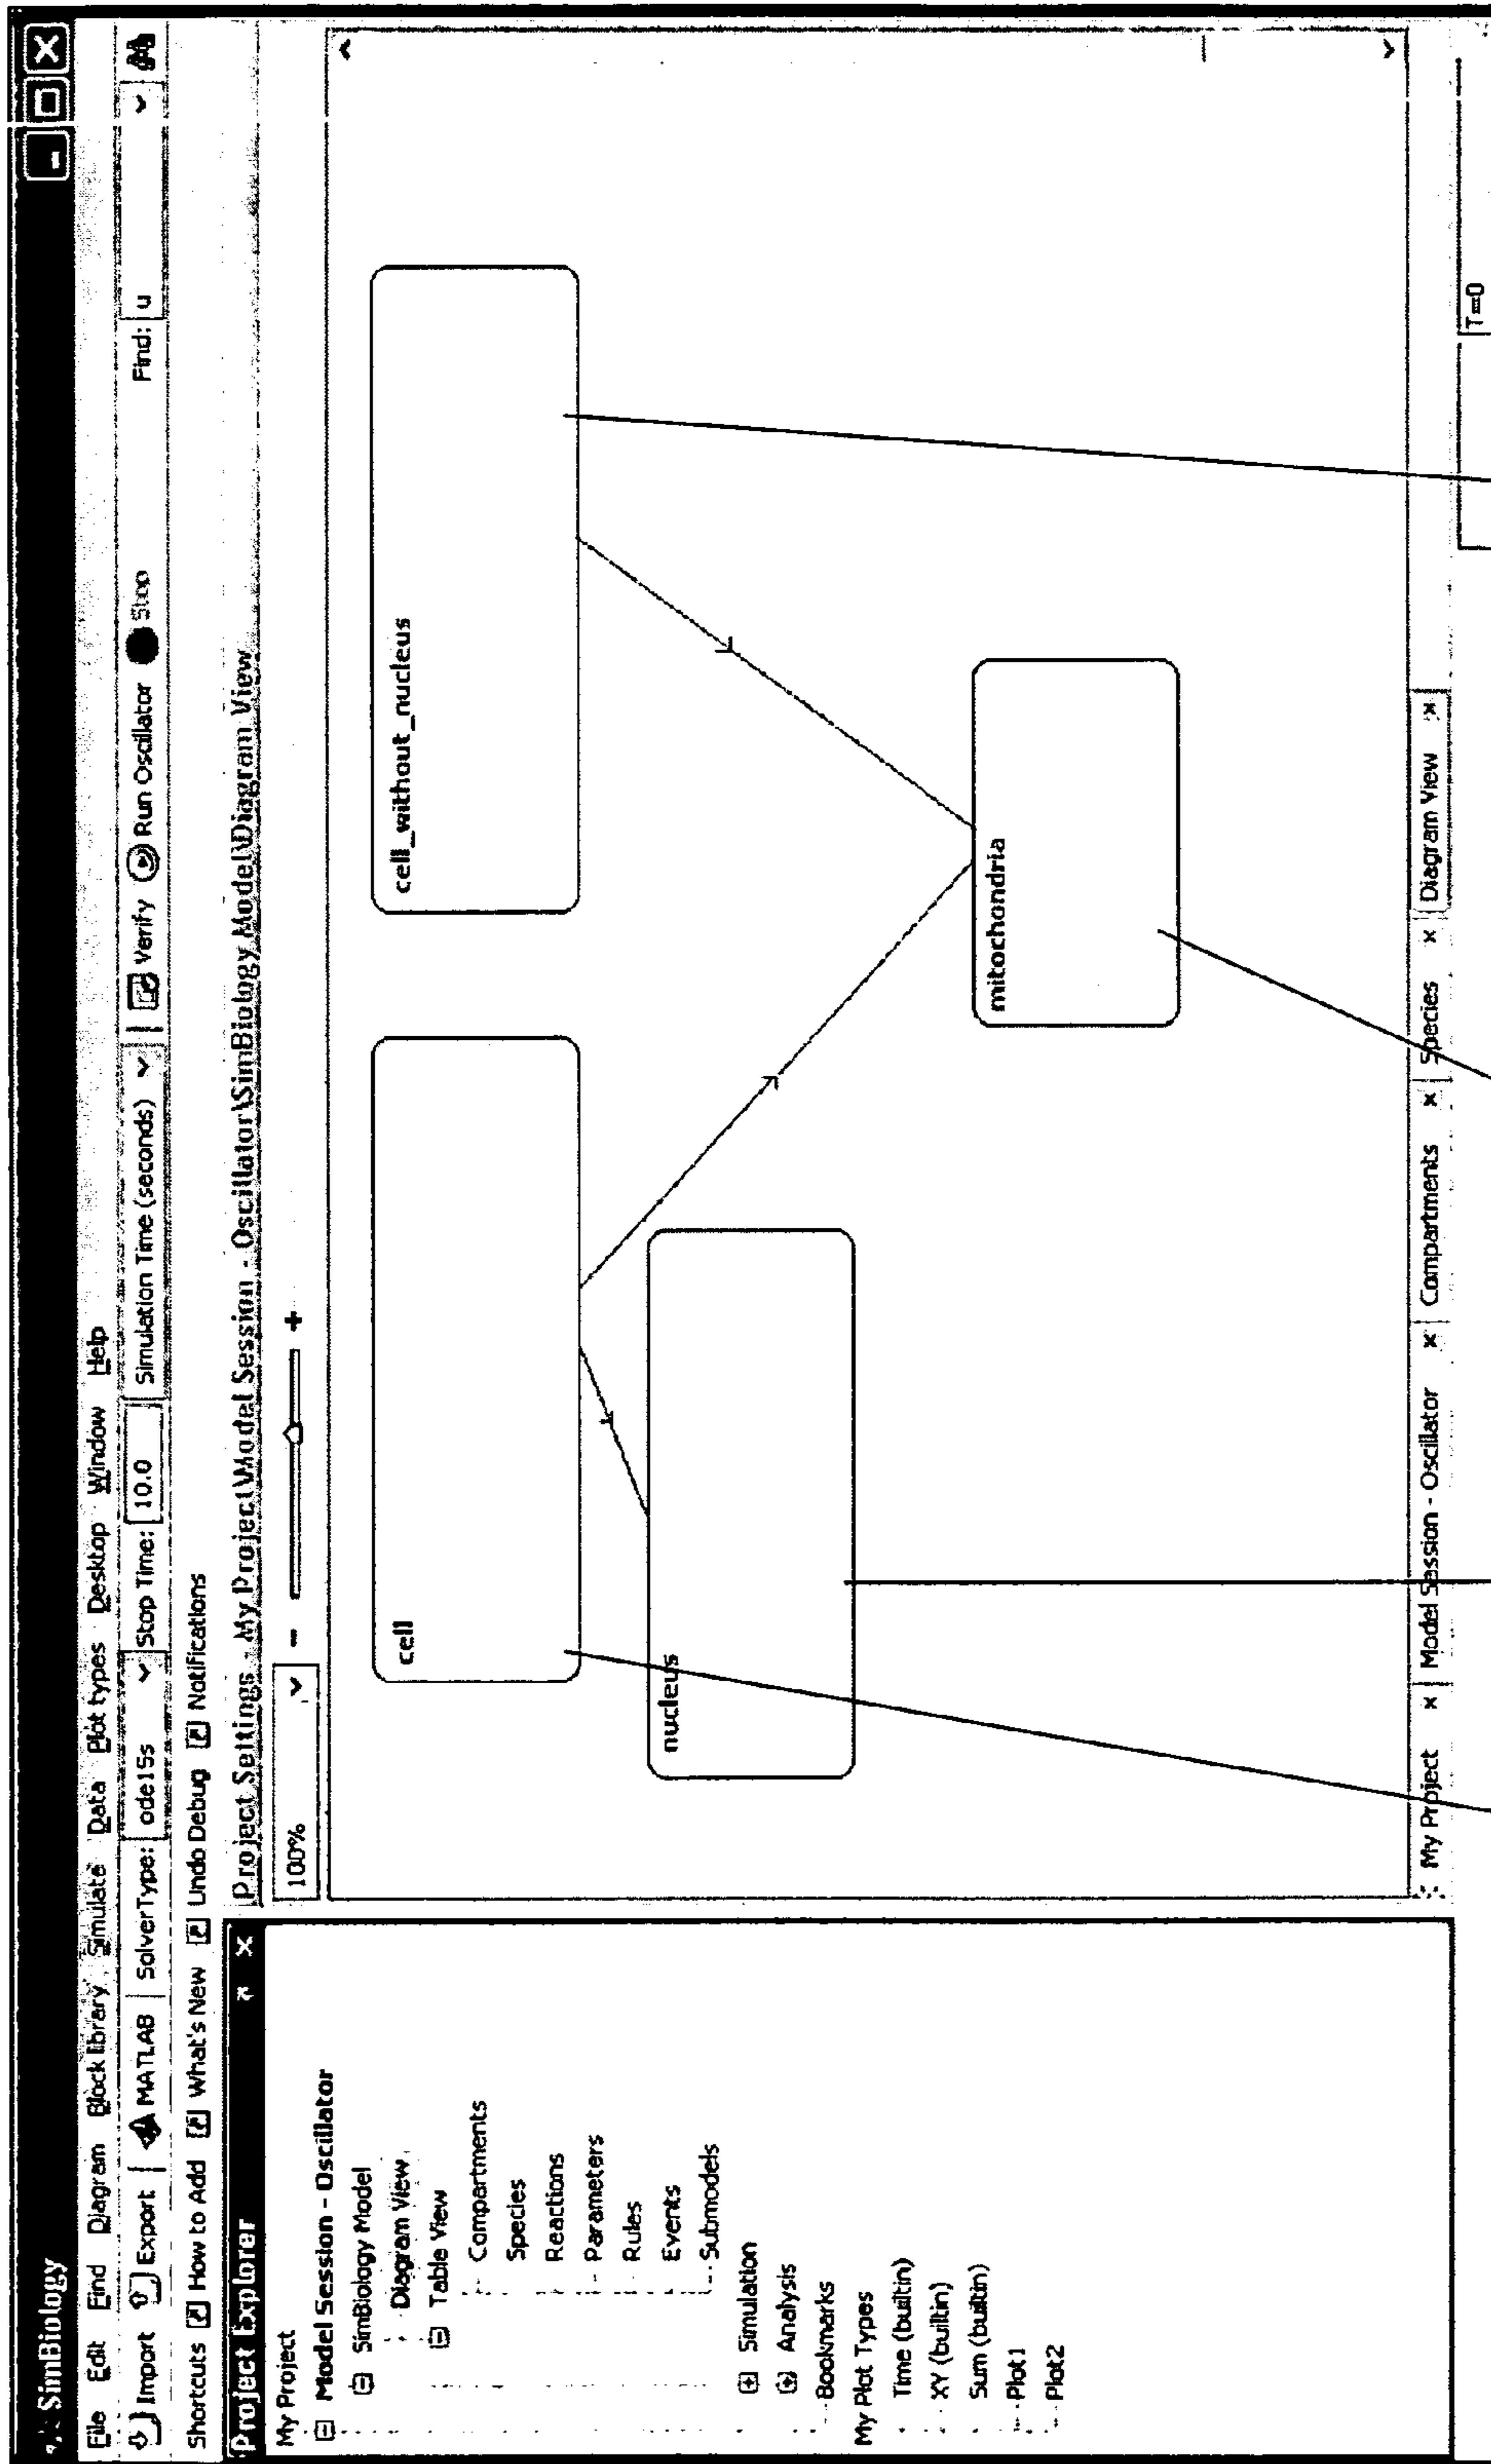 SimBiology
File Edit Find Diagram Block library Simulate Data Plot types Desktop Window Help
Import Export MATLAB SolverType: ode15s Stop Time: 10.0 Simulation Time (seconds) Verify Run Oscillator Stop Find: u
Shortcuts How to Add What's New Undo Debug Notifications
Project Explorer
My Project
Model Session - Oscillator
SimBiology Model
Diagram View
Table View
Compartments
Species
Reactions
Parameters
Rules
Events
Submodels
Simulation
Analysis
Bookmarks
My Plot Types
Time (builtin)
XY (builtin)
Sum (builtin)
Plot1
Plot2
Project Settings - My Project\Model Session - Oscillator\SimBiology Model\Diagram View
100% - +
cell
cell_without_nucleus
nucleus
mitochondria
My Project x Model Session - Oscillator x Compartments x Species x Diagram View x
T=0